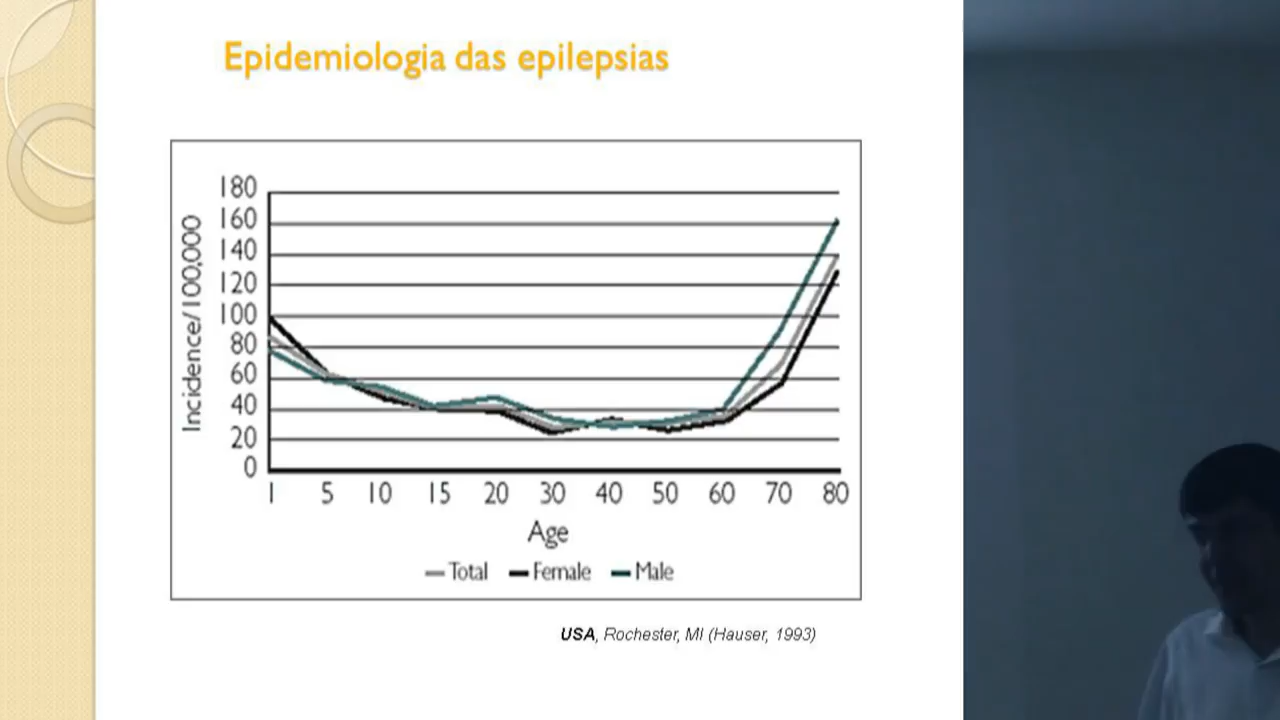 Epidemiologia das epilepsias
Incidence/100,000
180
160
140
120
100
80
60
40
20
0
1 5 10 15 20 30 40 50 60 70 80
Age
Total Female Male
USA, Rochester, MI (Hauser, 1993)